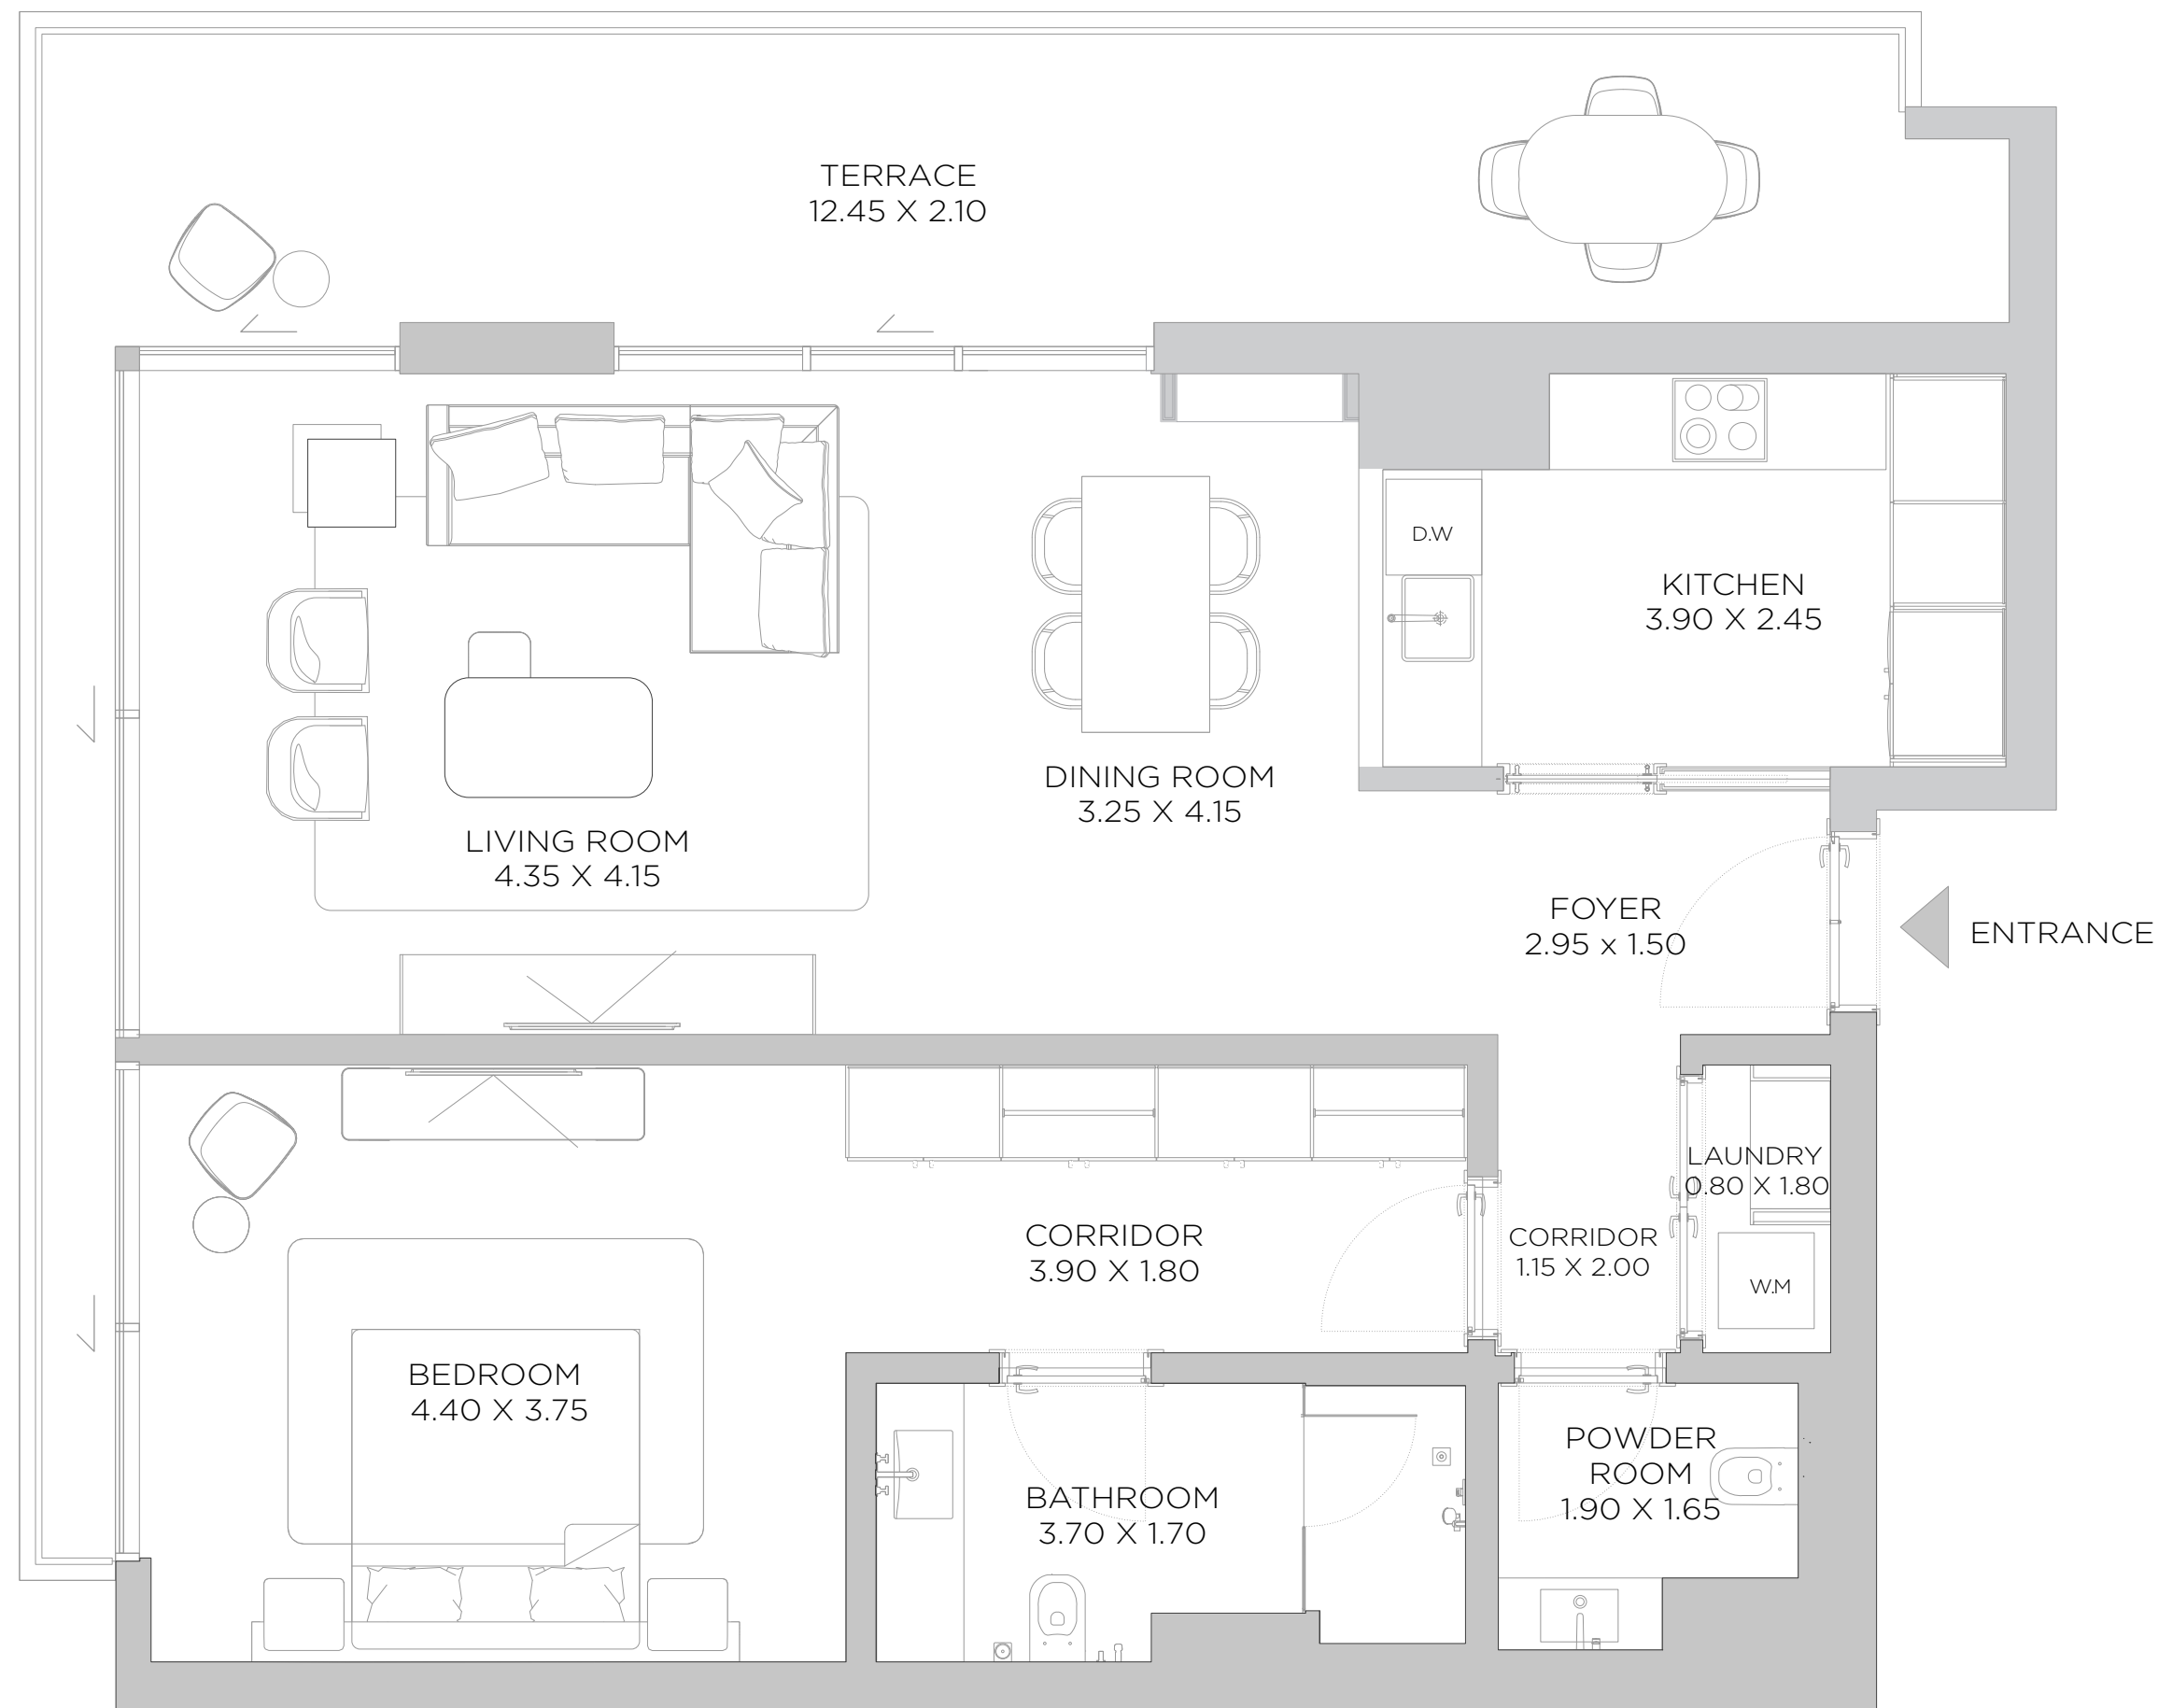 TERRACE
12.45 X 2.10
D.W
KITCHEN
3.90 X 2.45
DINING ROOM
3.25 X 4.15
LIVING ROOM
4.35 X 4.15
FOYER
2.95 x 1.50
ENTRANCE
LAUNDRY
0.80 X 1.80
CORRIDOR
3.90 X 1.80
CORRIDOR
1.15 X 2.00
W.M
BEDROOM
4.40 X 3.75
POWDER
ROOM
1.90 X 1.65
BATHROOM
3.70 X 1.70